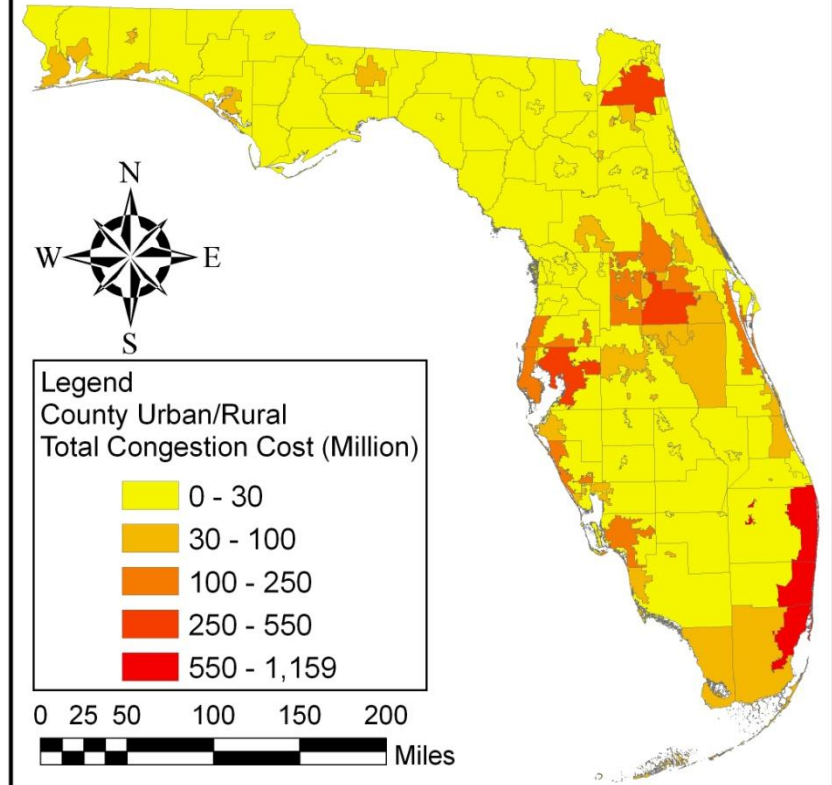 N
W E
S
Legend
County Urban/Rural
Total Congestion Cost (Million)
0 - 30
30 - 100
100 - 250
250 - 550
550 - 1,159
0 25 50 100 150 200
Miles